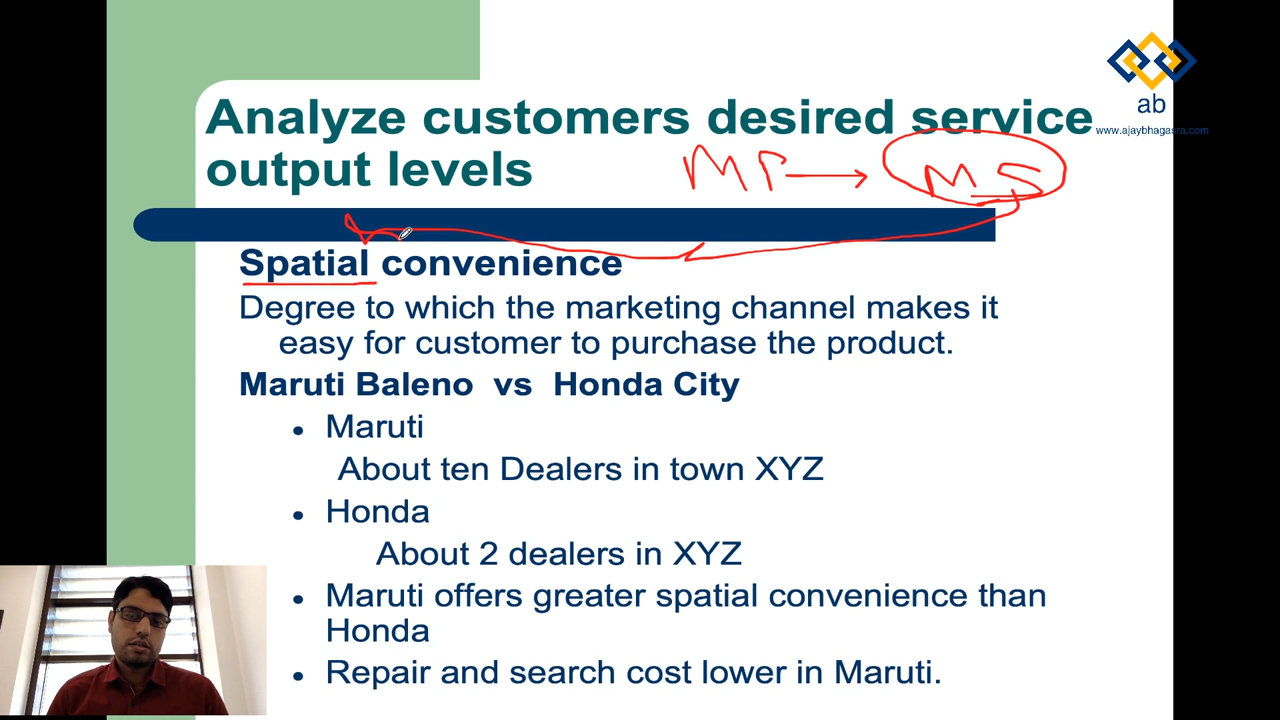 ab
www.ajaybhagasra.com
Analyze customers desired service
output levels
MP → MS
Spatial convenience
Degree to which the marketing channel makes it
easy for customer to purchase the product.
Maruti Baleno vs Honda City
• Maruti
About ten Dealers in town XYZ
• Honda
About 2 dealers in XYZ
• Maruti offers greater spatial convenience than
Honda
• Repair and search cost lower in Maruti.